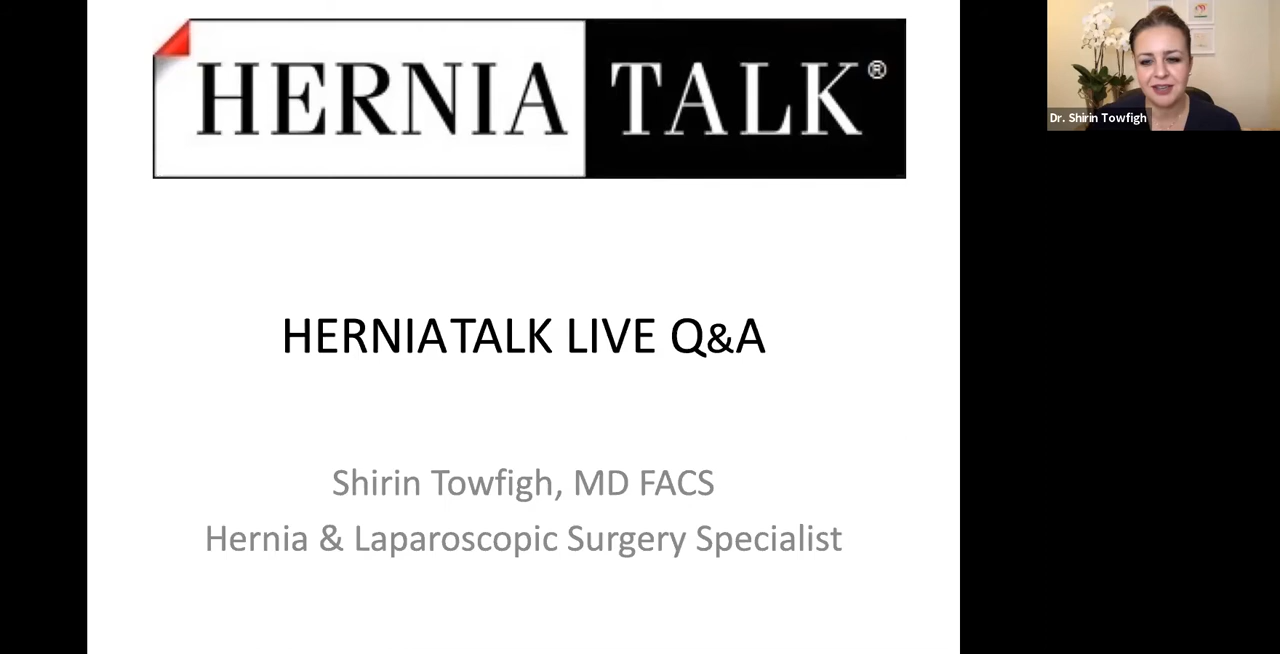 HERNIA TALK®
Dr. Shirin Towfigh
HERNIATALK LIVE Q&A
Shirin Towfigh, MD FACS
Hernia & Laparoscopic Surgery Specialist